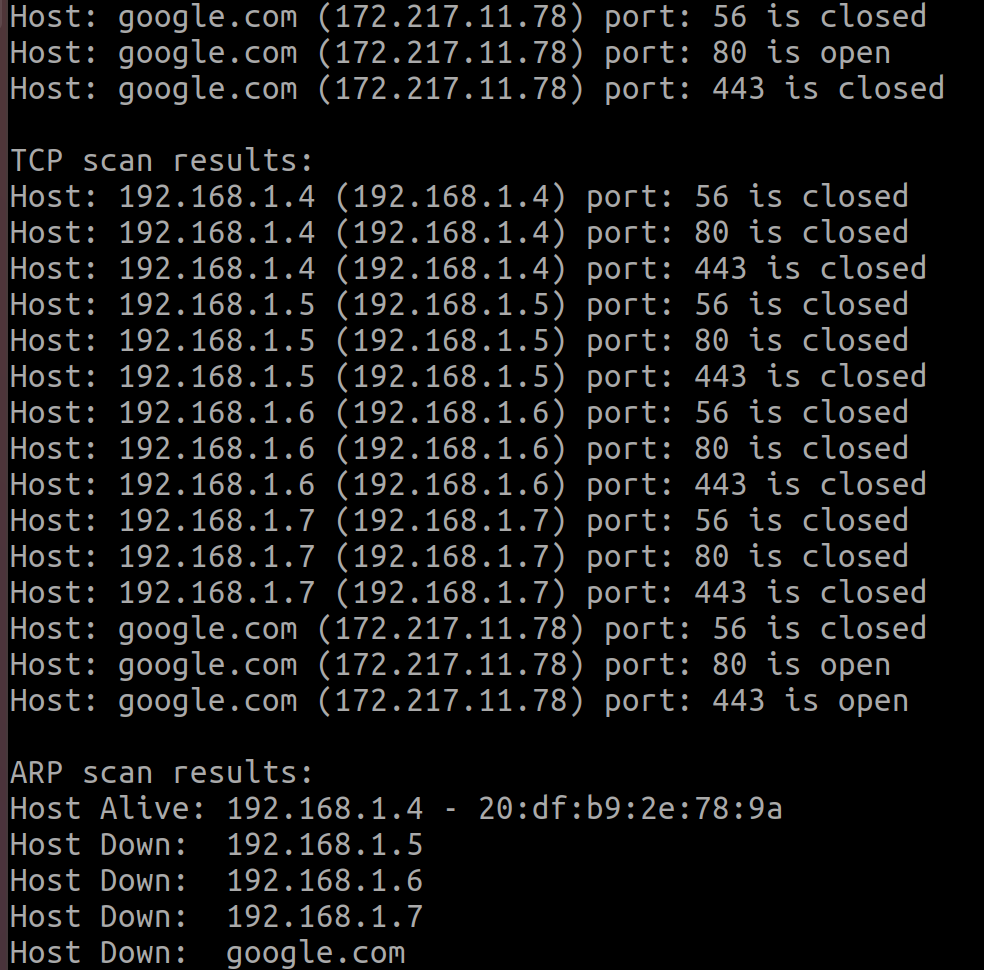 Host: google.com (172.217.11.78) port: 56 is closed
Host: google.com (172.217.11.78) port: 80 is open
Host: google.com (172.217.11.78) port: 443 is closed

TCP scan results:
Host: 192.168.1.4 (192.168.1.4) port: 56 is closed
Host: 192.168.1.4 (192.168.1.4) port: 80 is closed
Host: 192.168.1.4 (192.168.1.4) port: 443 is closed
Host: 192.168.1.5 (192.168.1.5) port: 56 is closed
Host: 192.168.1.5 (192.168.1.5) port: 80 is closed
Host: 192.168.1.5 (192.168.1.5) port: 443 is closed
Host: 192.168.1.6 (192.168.1.6) port: 56 is closed
Host: 192.168.1.6 (192.168.1.6) port: 80 is closed
Host: 192.168.1.6 (192.168.1.6) port: 443 is closed
Host: 192.168.1.7 (192.168.1.7) port: 56 is closed
Host: 192.168.1.7 (192.168.1.7) port: 80 is closed
Host: 192.168.1.7 (192.168.1.7) port: 443 is closed
Host: google.com (172.217.11.78) port: 56 is closed
Host: google.com (172.217.11.78) port: 80 is open
Host: google.com (172.217.11.78) port: 443 is open

ARP scan results:
Host Alive: 192.168.1.4 - 20:df:b9:2e:78:9a
Host Down:  192.168.1.5
Host Down:  192.168.1.6
Host Down:  192.168.1.7
Host Down:  google.com